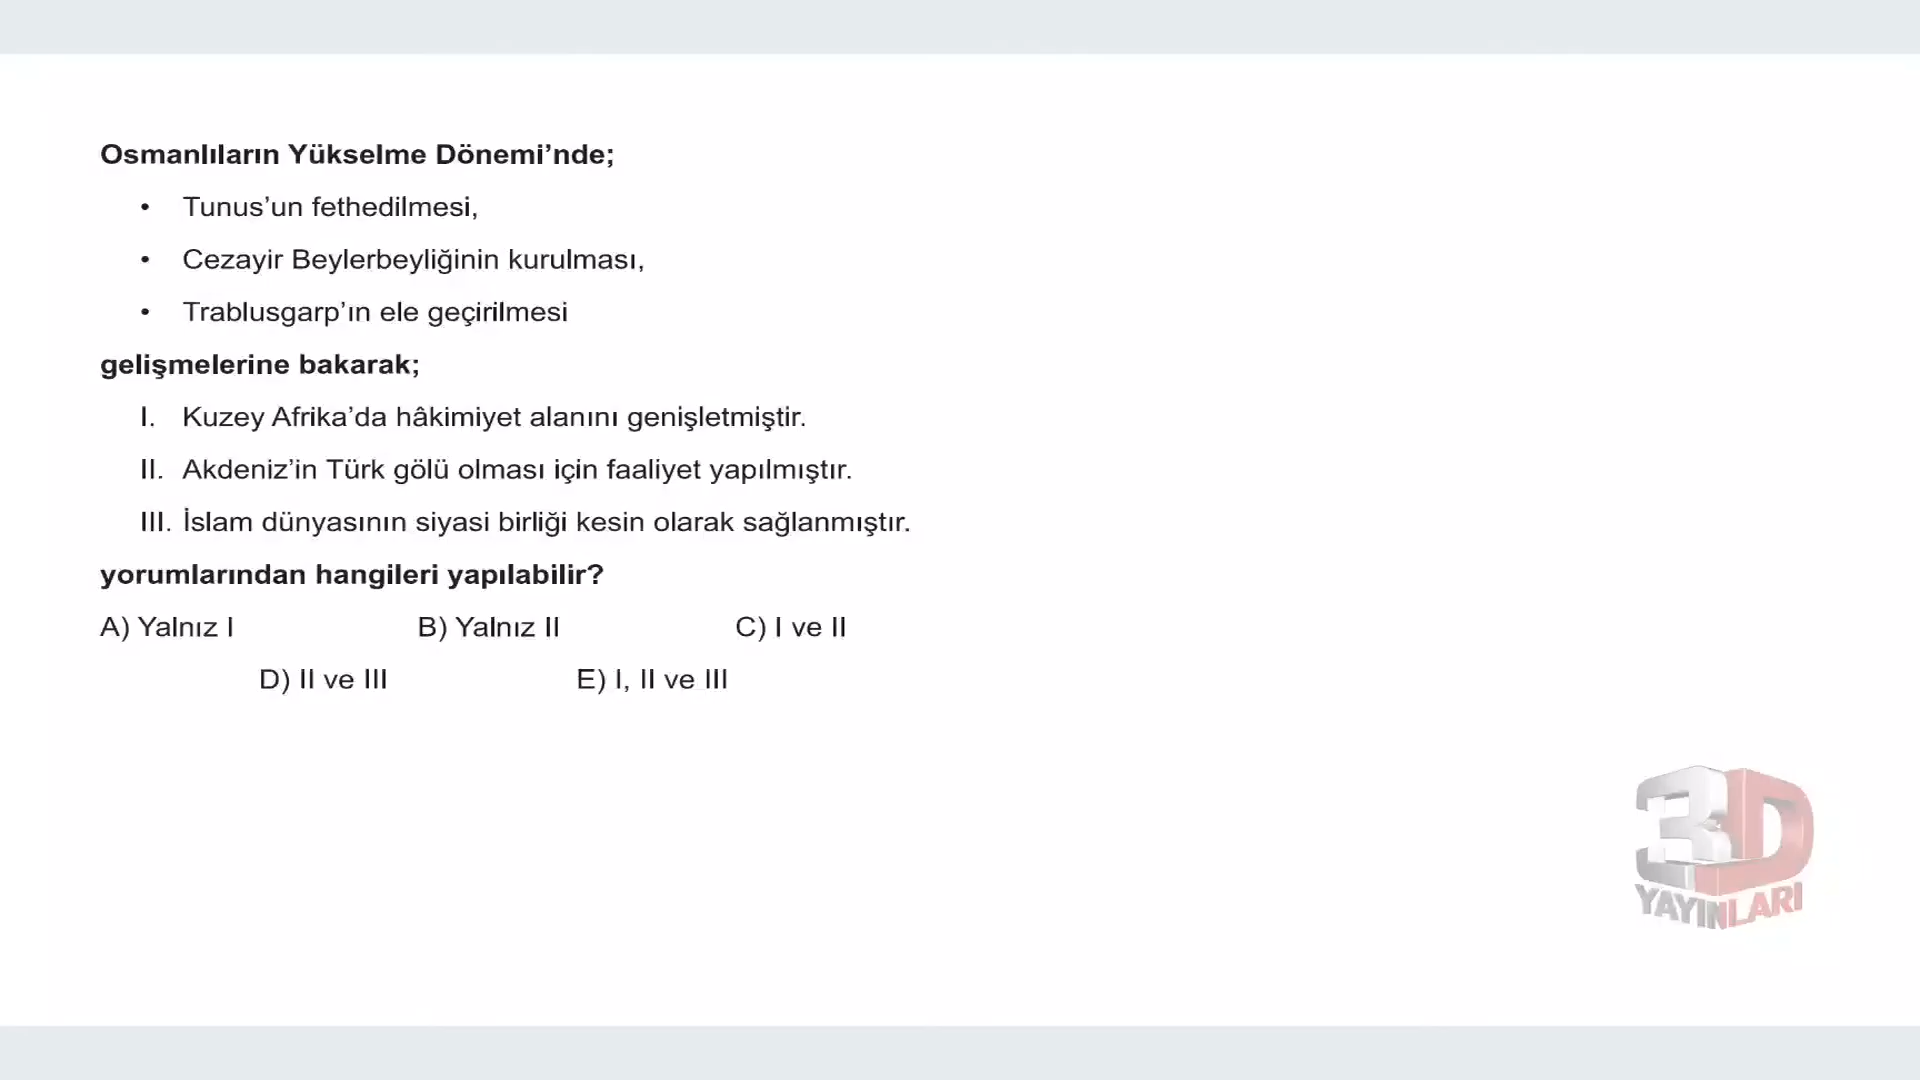 Osmanlıların Yükselme Dönemi’nde;
• Tunus’un fethedilmesi,
• Cezayir Beylerbeyliğinin kurulması,
• Trablusgarp’ın ele geçirilmesi
gelişmelerine bakarak;
I. Kuzey Afrika’da hâkimiyet alanını genişletmiştir.
II. Akdeniz’in Türk gölü olması için faaliyet yapılmıştır.
III. İslam dünyasının siyasi birliği kesin olarak sağlanmıştır.
yorumlarından hangileri yapılabilir?
A) Yalnız I B) Yalnız II C) I ve II
D) II ve III E) I, II ve III
3D
YAYINLARI